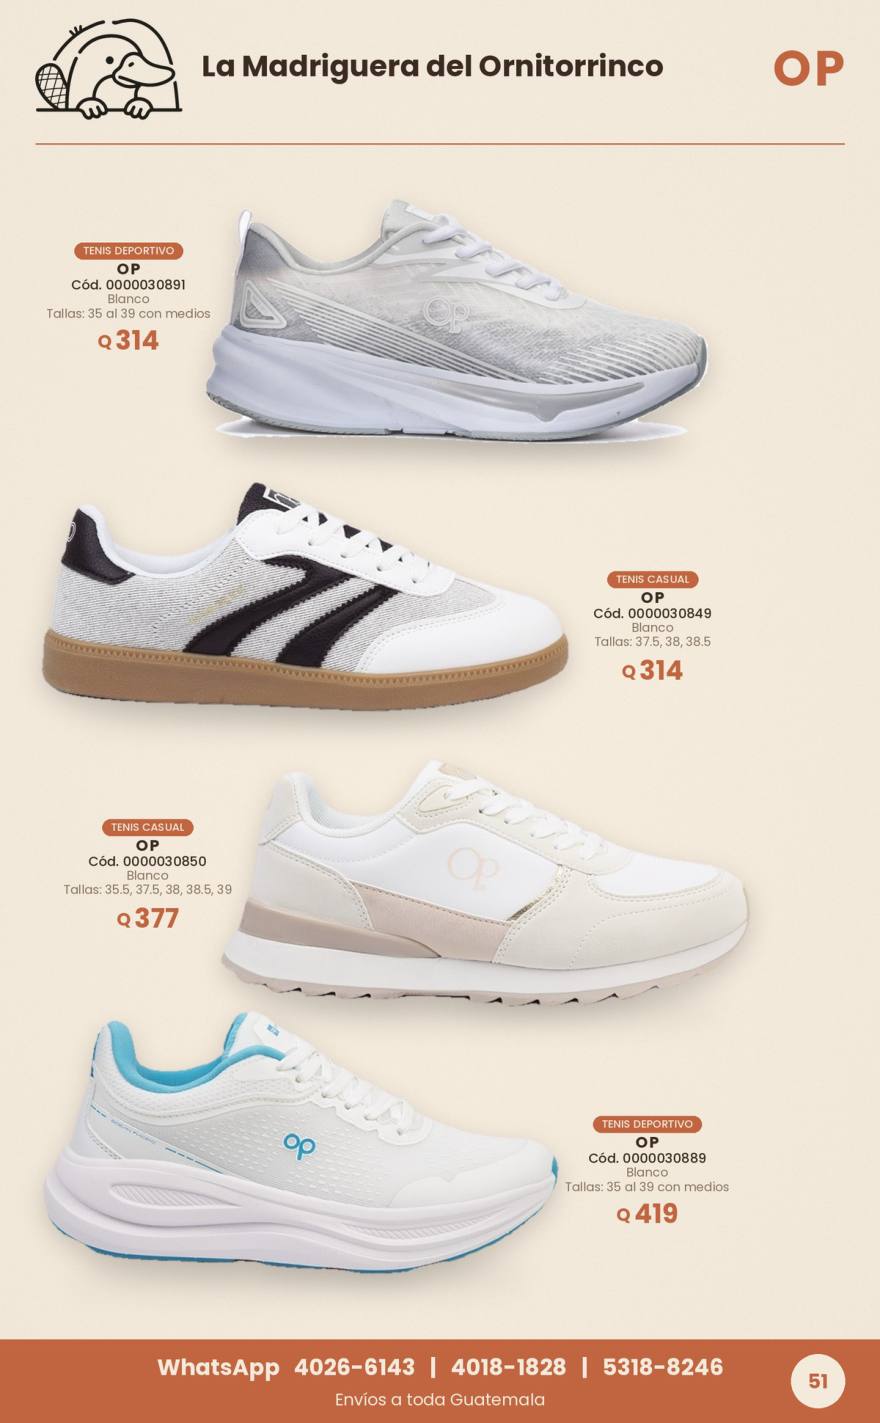 La Madriguera del Ornitorrinco
OP
TENIS DEPORTIVO
OP
Cód. 0000030891
Blanco
Tallas: 35 al 39 con medios
Q 314
Op
TENIS CASUAL
OP
Cód. 0000030849
Blanco
Tallas: 37.5, 38, 38.5
Q 314
TENIS CASUAL
OP
Cód. 0000030850
Blanco
Tallas: 35.5, 37.5, 38, 38.5, 39
Q 377
Op
op
TENIS DEPORTIVO
OP
Cód. 0000030889
Blanco
Tallas: 35 al 39 con medios
Q 419
WhatsApp 4026-6143 | 4018-1828 | 5318-8246
Envíos a toda Guatemala
51